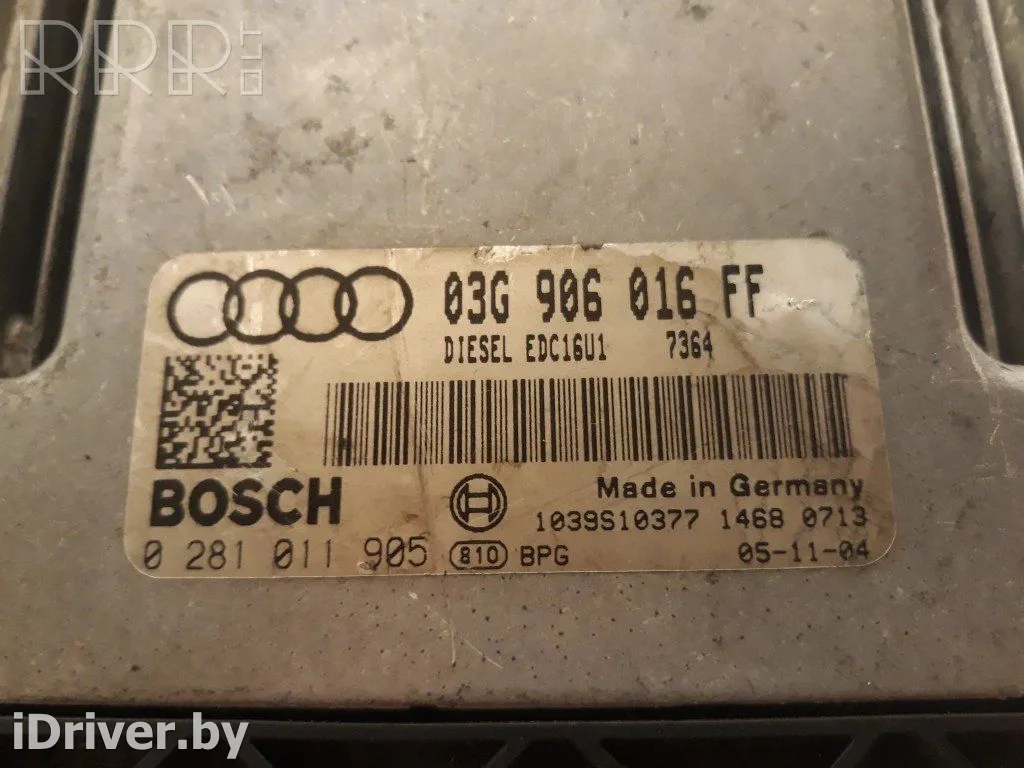 RRR.LT
03G 906 016 FF
DIESEL EDC16U1 7364
BOSCH
Made in Germany
1039S10377 1468 0713
0 281 011 905 810 BPG 05-11-04
iDriver.by